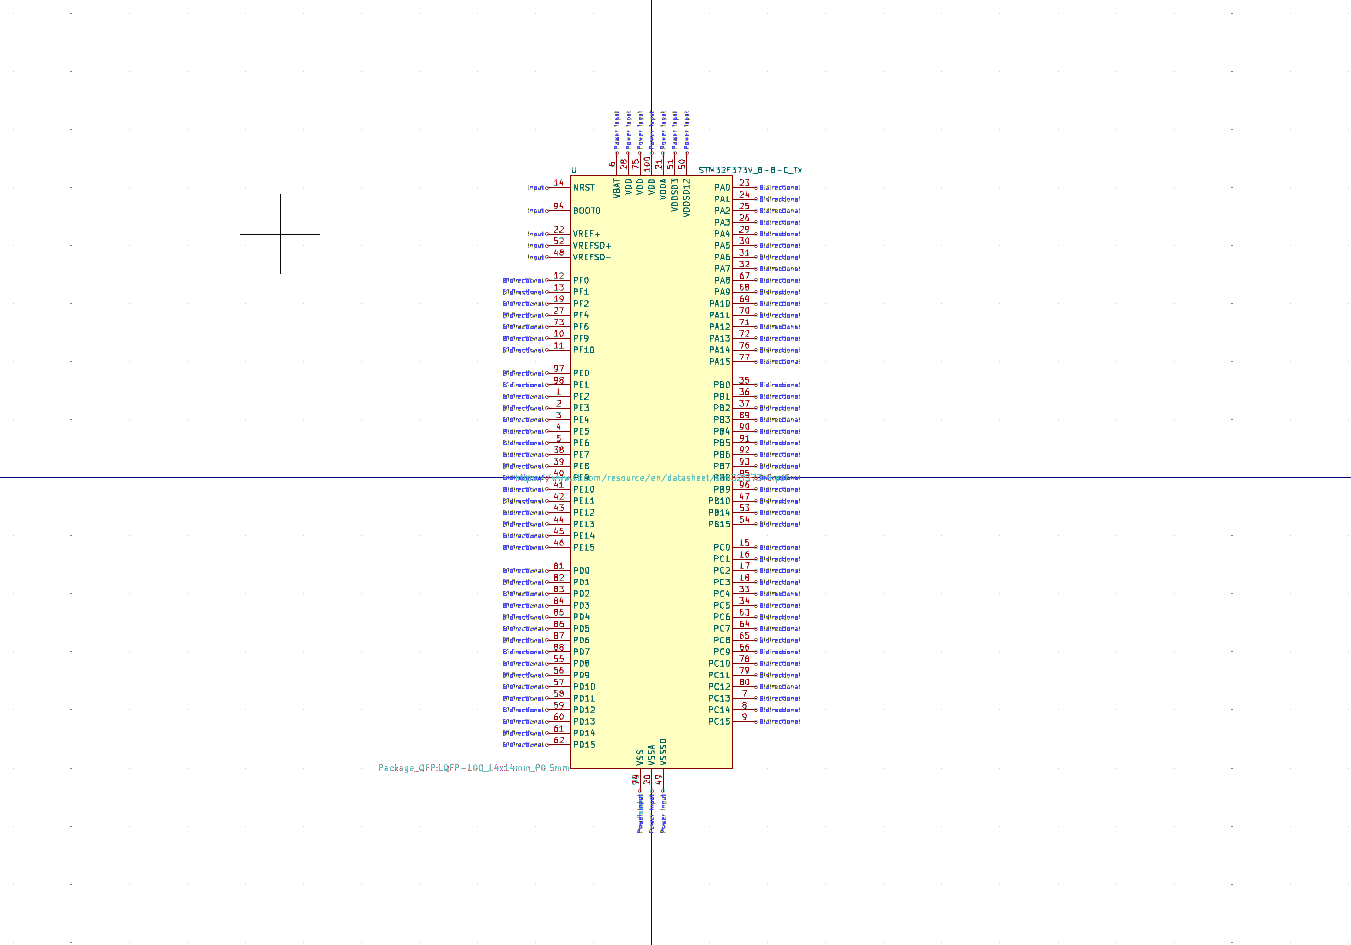 Power Input Power Input Power Input Power Input Power Input Power Input Power Input
6 28 75 100 21 51 50
U STM32F373V_8-B-C_Tx
VBAT VDD VDD VDD VDDA VDDSD3 VDDSD12
Input 14 NRST PA0 23 Bidirectional
PA1 24 Bidirectional
Input 94 BOOT0 PA2 25 Bidirectional
PA3 26 Bidirectional
Input 22 VREF+ PA4 29 Bidirectional
Input 52 VREFSD+ PA5 30 Bidirectional
Input 48 VREFSD- PA6 31 Bidirectional
PA7 32 Bidirectional
Bidirectional 12 PF0 PA8 67 Bidirectional
Bidirectional 13 PF1 PA9 68 Bidirectional
Bidirectional 19 PF2 PA10 69 Bidirectional
Bidirectional 27 PF4 PA11 70 Bidirectional
Bidirectional 73 PF6 PA12 71 Bidirectional
Bidirectional 10 PF9 PA13 72 Bidirectional
Bidirectional 11 PF10 PA14 76 Bidirectional
PA15 77 Bidirectional
Bidirectional 97 PE0
Bidirectional 98 PE1 PB0 35 Bidirectional
Bidirectional 1 PE2 PB1 36 Bidirectional
Bidirectional 2 PE3 PB2 37 Bidirectional
Bidirectional 3 PE4 PB3 89 Bidirectional
Bidirectional 4 PE5 PB4 90 Bidirectional
Bidirectional 5 PE6 PB5 91 Bidirectional
Bidirectional 38 PE7 PB6 92 Bidirectional
Bidirectional 39 PE8 PB7 93 Bidirectional
40 PE9 .com/resource/en/datasheet/ 95
Bidirectional 41 PE10 PB9 96 Bidirectional
Bidirectional 42 PE11 PB10 47 Bidirectional
Bidirectional 43 PE12 PB14 53 Bidirectional
Bidirectional 44 PE13 PB15 54 Bidirectional
Bidirectional 45 PE14
Bidirectional 46 PE15 PC0 15 Bidirectional
PC1 16 Bidirectional
Bidirectional 81 PD0 PC2 17 Bidirectional
Bidirectional 82 PD1 PC3 18 Bidirectional
Bidirectional 83 PD2 PC4 33 Bidirectional
Bidirectional 84 PD3 PC5 34 Bidirectional
Bidirectional 85 PD4 PC6 63 Bidirectional
Bidirectional 86 PD5 PC7 64 Bidirectional
Bidirectional 87 PD6 PC8 65 Bidirectional
Bidirectional 88 PD7 PC9 66 Bidirectional
Bidirectional 55 PD8 PC10 78 Bidirectional
Bidirectional 56 PD9 PC11 79 Bidirectional
Bidirectional 57 PD10 PC12 80 Bidirectional
Bidirectional 58 PD11 PC13 7 Bidirectional
Bidirectional 59 PD12 PC14 8 Bidirectional
Bidirectional 60 PD13 PC15 9 Bidirectional
Bidirectional 61 PD14
Bidirectional 62 PD15
VSS VSSA VSSSD
Package_QFP:LQFP-100_14x14mm_P0.5mm
20 49
Power Input Power Input